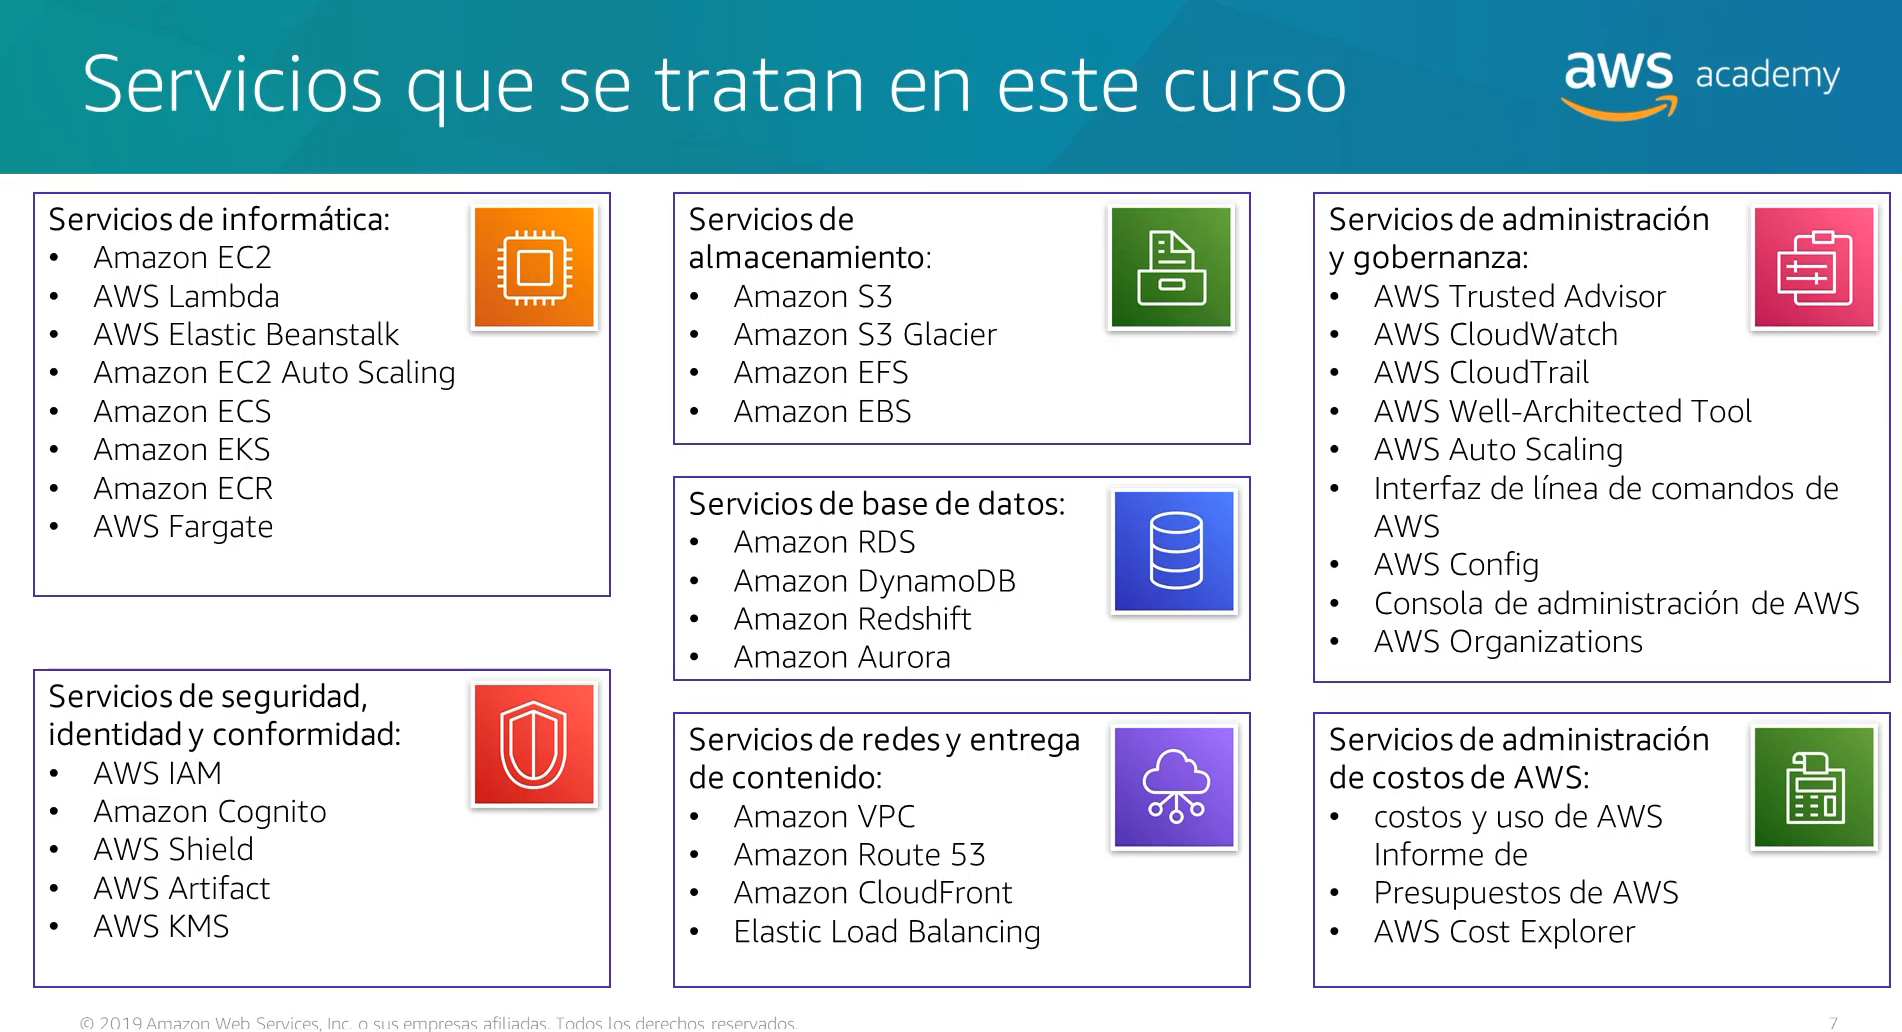 Servicios que se tratan en este curso
aws academy
Servicios de informática:
• Amazon EC2
• AWS Lambda
• AWS Elastic Beanstalk
• Amazon EC2 Auto Scaling
• Amazon ECS
• Amazon EKS
• Amazon ECR
• AWS Fargate
Servicios de seguridad,
identidad y conformidad:
• AWS IAM
• Amazon Cognito
• AWS Shield
• AWS Artifact
• AWS KMS
Servicios de
almacenamiento:
• Amazon S3
• Amazon S3 Glacier
• Amazon EFS
• Amazon EBS
Servicios de base de datos:
• Amazon RDS
• Amazon DynamoDB
• Amazon Redshift
• Amazon Aurora
Servicios de redes y entrega
de contenido:
• Amazon VPC
• Amazon Route 53
• Amazon CloudFront
• Elastic Load Balancing
Servicios de administración
y gobernanza:
• AWS Trusted Advisor
• AWS CloudWatch
• AWS CloudTrail
• AWS Well-Architected Tool
• AWS Auto Scaling
• Interfaz de línea de comandos de
AWS
• AWS Config
• Consola de administración de AWS
• AWS Organizations
Servicios de administración
de costos de AWS:
• costos y uso de AWS
Informe de
• Presupuestos de AWS
• AWS Cost Explorer
© 2019 Amazon Web Services, Inc. o sus empresas afiliadas. Todos los derechos reservados.
7